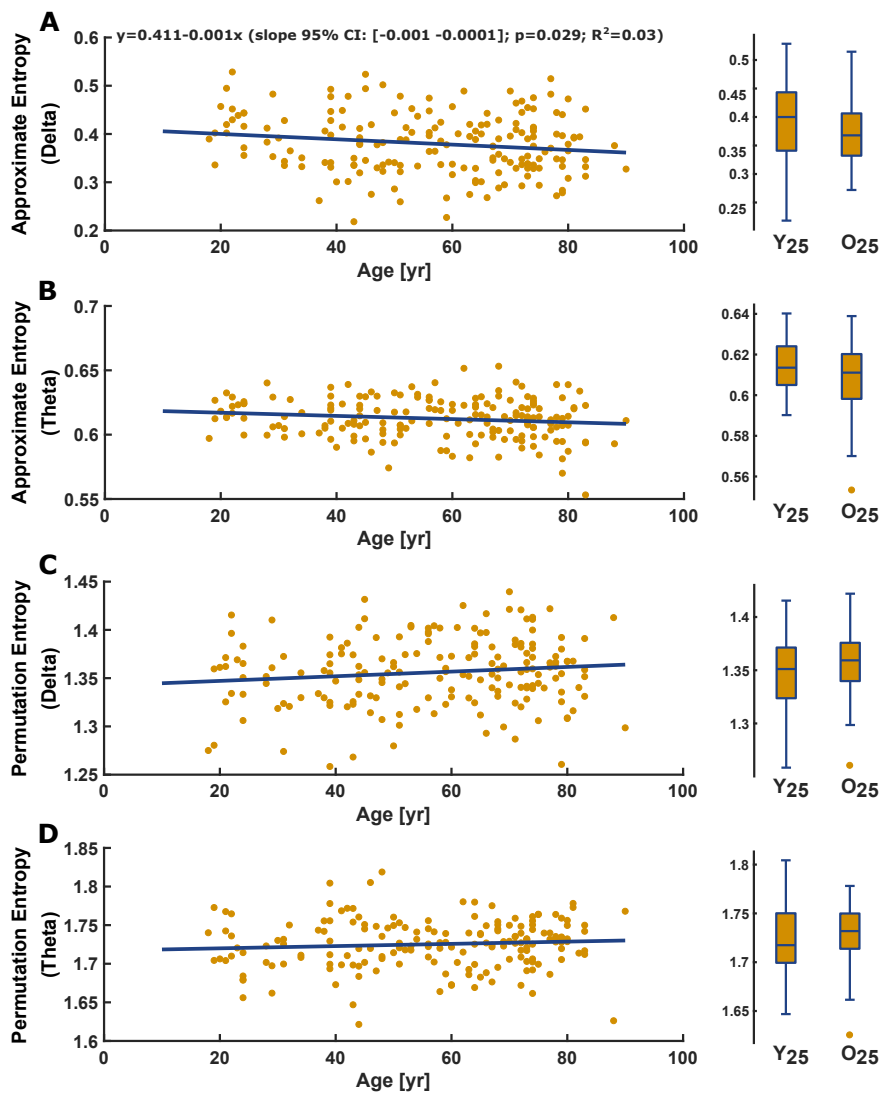 A
y=0.411-0.001x (slope 95% CI: [-0.001 -0.0001]; p=0.029; R²=0.03)
Approximate Entropy
(Delta)
0.6
0.5
0.4
0.3
0.2
0 20 40 60 80 100
Age [yr]
0.5
0.45
0.4
0.35
0.3
0.25
Y25 O25
B
Approximate Entropy
(Theta)
0.7
0.65
0.6
0.55
0 20 40 60 80 100
Age [yr]
0.64
0.62
0.6
0.58
0.56
Y25 O25
C
Permutation Entropy
(Delta)
1.45
1.4
1.35
1.3
1.25
0 20 40 60 80 100
Age [yr]
1.4
1.35
1.3
Y25 O25
D
Permutation Entropy
(Theta)
1.85
1.8
1.75
1.7
1.65
1.6
0 20 40 60 80 100
Age [yr]
1.8
1.75
1.7
1.65
Y25 O25